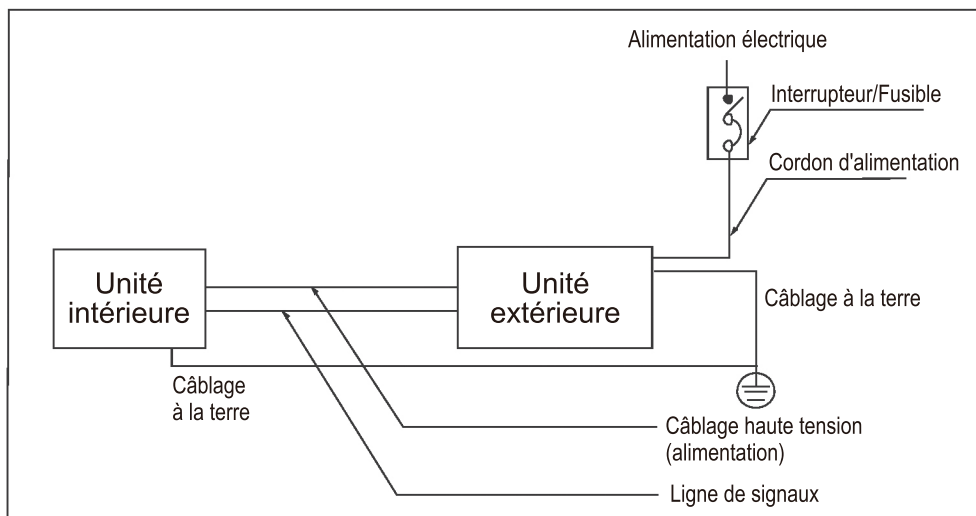 Alimentation électrique
Interrupteur/Fusible
Cordon d'alimentation
Unité
intérieure
Unité
extérieure
Câblage à la terre
Câblage
à la terre
Câblage haute tension
(alimentation)
Ligne de signaux